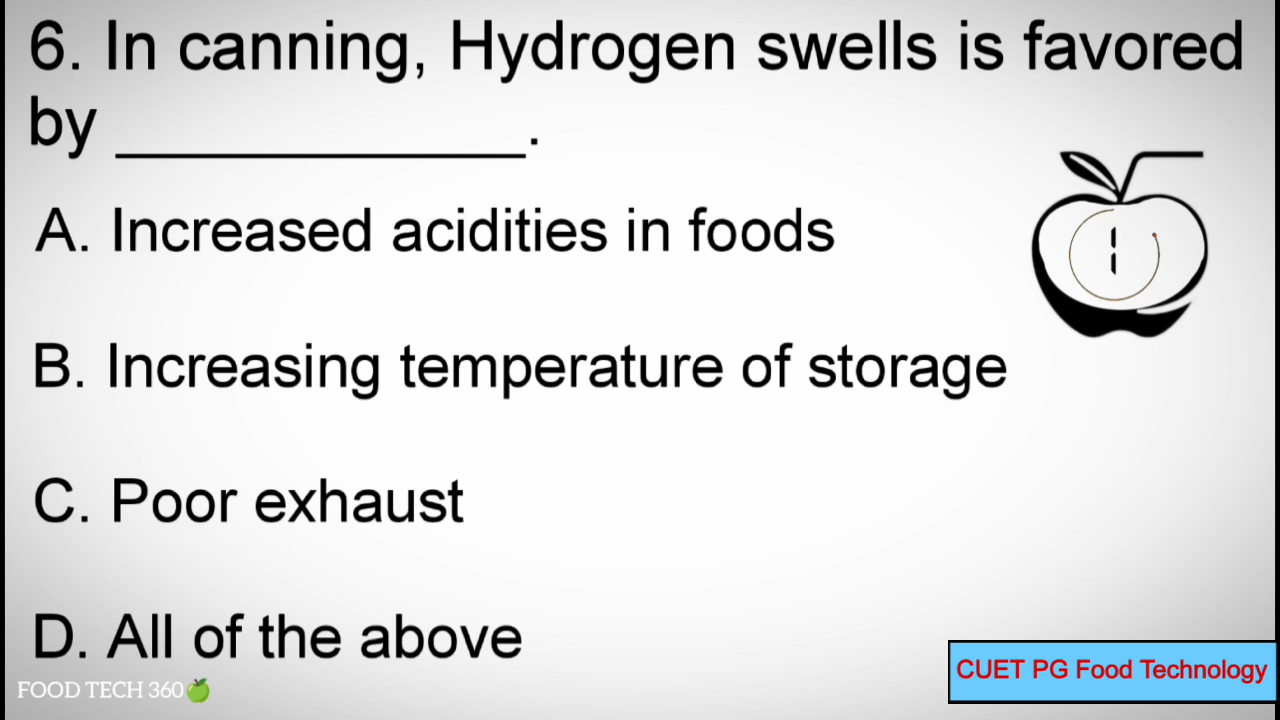 6. In canning, Hydrogen swells is favored
by _____________.
A. Increased acidities in foods
1
B. Increasing temperature of storage
C. Poor exhaust
D. All of the above
CUET PG Food Technology
FOOD TECH 360